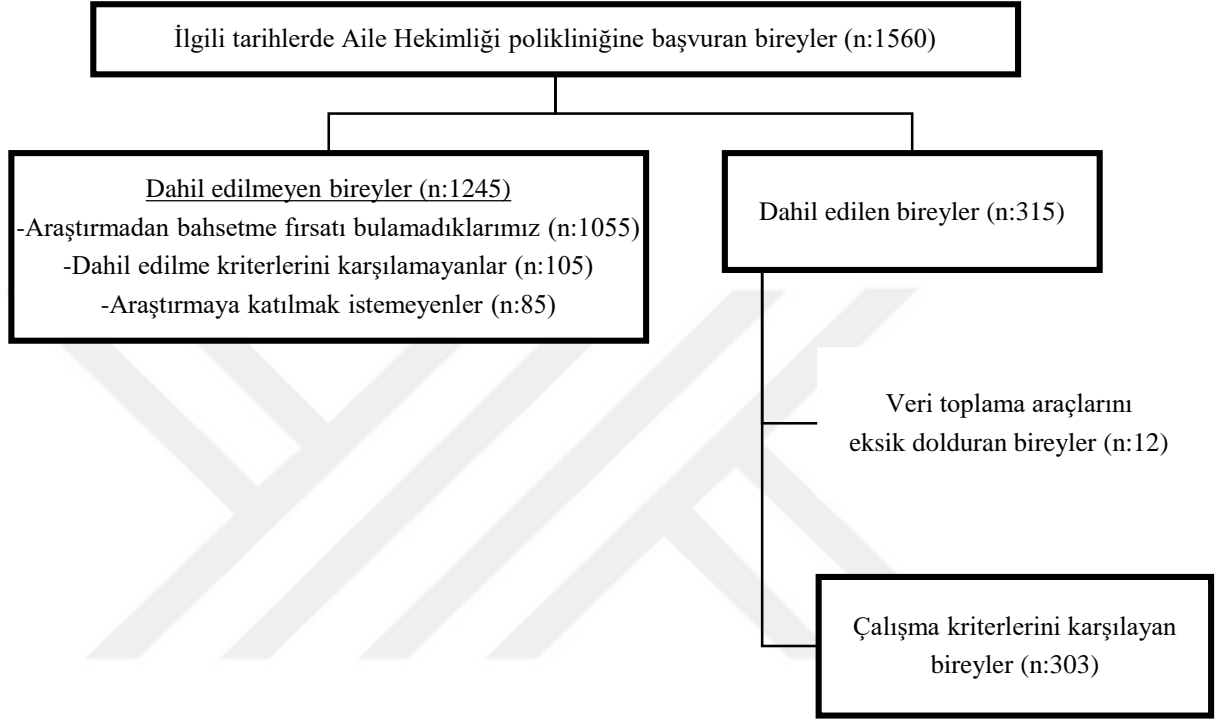 İlgili tarihlerde Aile Hekimliği polikliniğine başvuran bireyler (n:1560)
Dahil edilmeyen bireyler (n:1245)
-Araştırmadan bahsetme fırsatı bulamadıklarımız (n:1055)
-Dahil edilme kriterlerini karşılamayanlar (n:105)
-Araştırmaya katılmak istemeyenler (n:85)
Dahil edilen bireyler (n:315)
Veri toplama araçlarını
eksik dolduran bireyler (n:12)
Çalışma kriterlerini karşılayan
bireyler (n:303)